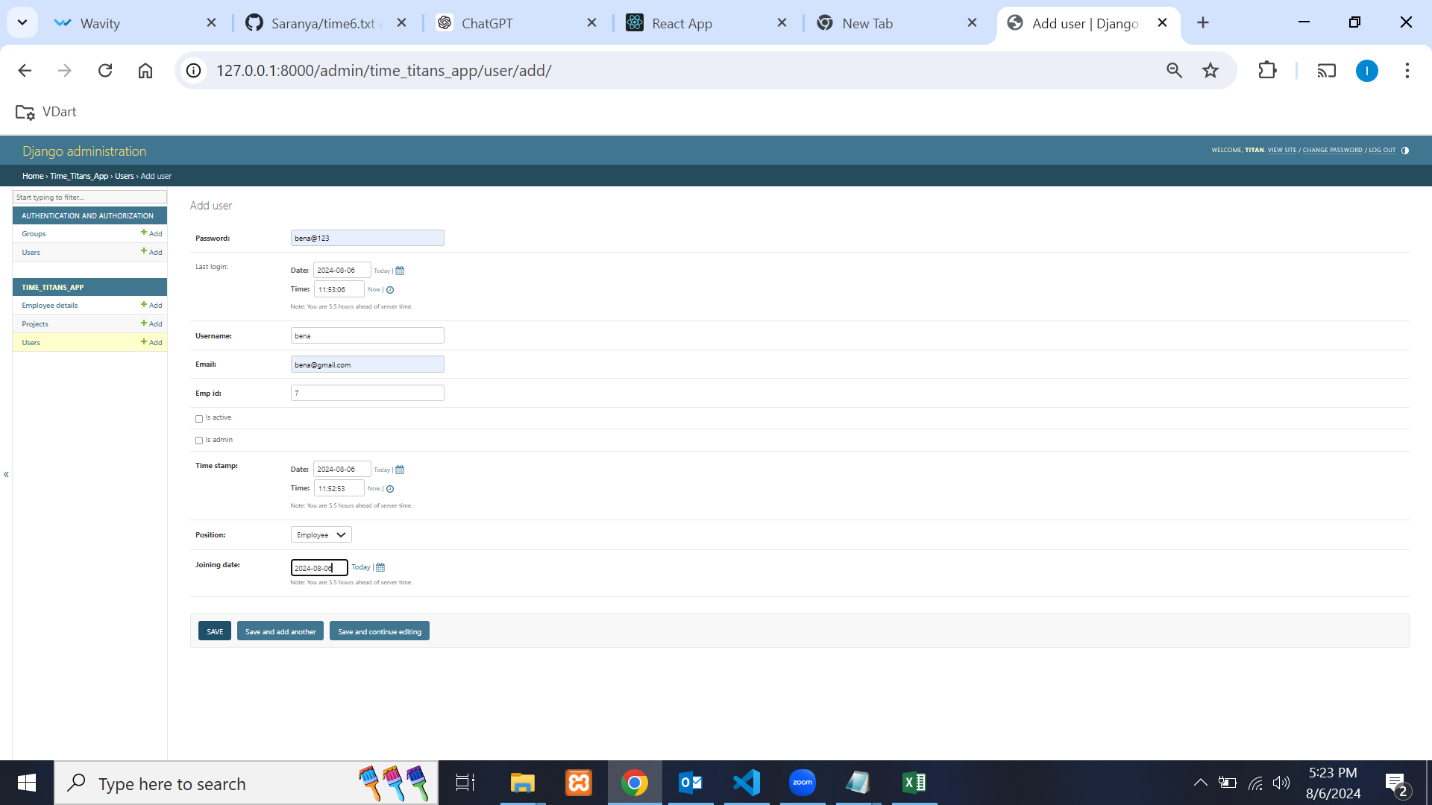 Wavity
Saranya/time6.txt a
ChatGPT
React App
New Tab
Add user | Django
127.0.0.1:8000/admin/time_titans_app/user/add/
I
VDart
Django administration
WELCOME, TITAN. VIEW SITE / CHANGE PASSWORD / LOG OUT
Home › Time_Titans_App › Users › Add user
Start typing to filter...
AUTHENTICATION AND AUTHORIZATION
Groups + Add
Users + Add
TIME_TITANS_APP
Employee details + Add
Projects + Add
Users + Add
«
Add user
Password: bena@123
Last login: Date: 2024-08-06 Today |
Time: 11:53:06 Now |
Note: You are 5.5 hours ahead of server time.
Username: bena
Email: bena@gmail.com
Emp id: 7
Is active
Is admin
Time stamp: Date: 2024-08-06 Today |
Time: 11:52:53 Now |
Note: You are 5.5 hours ahead of server time.
Position: Employee
Joining date: 2024-08-06 Today |
Note: You are 5.5 hours ahead of server time.
SAVE Save and add another Save and continue editing
Type here to search
zoom
5:23 PM
8/6/2024
2